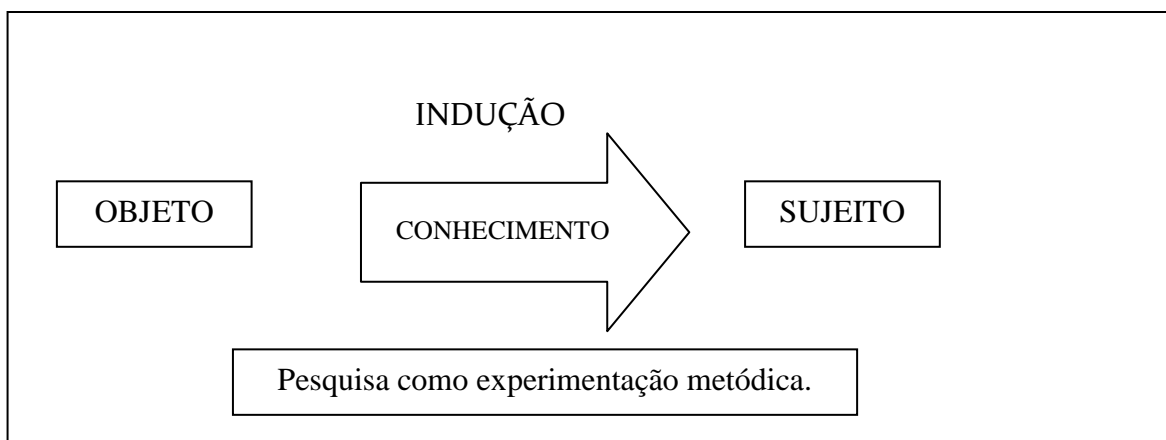 INDUÇÃO
OBJETO
CONHECIMENTO
SUJEITO
Pesquisa como experimentação metódica.